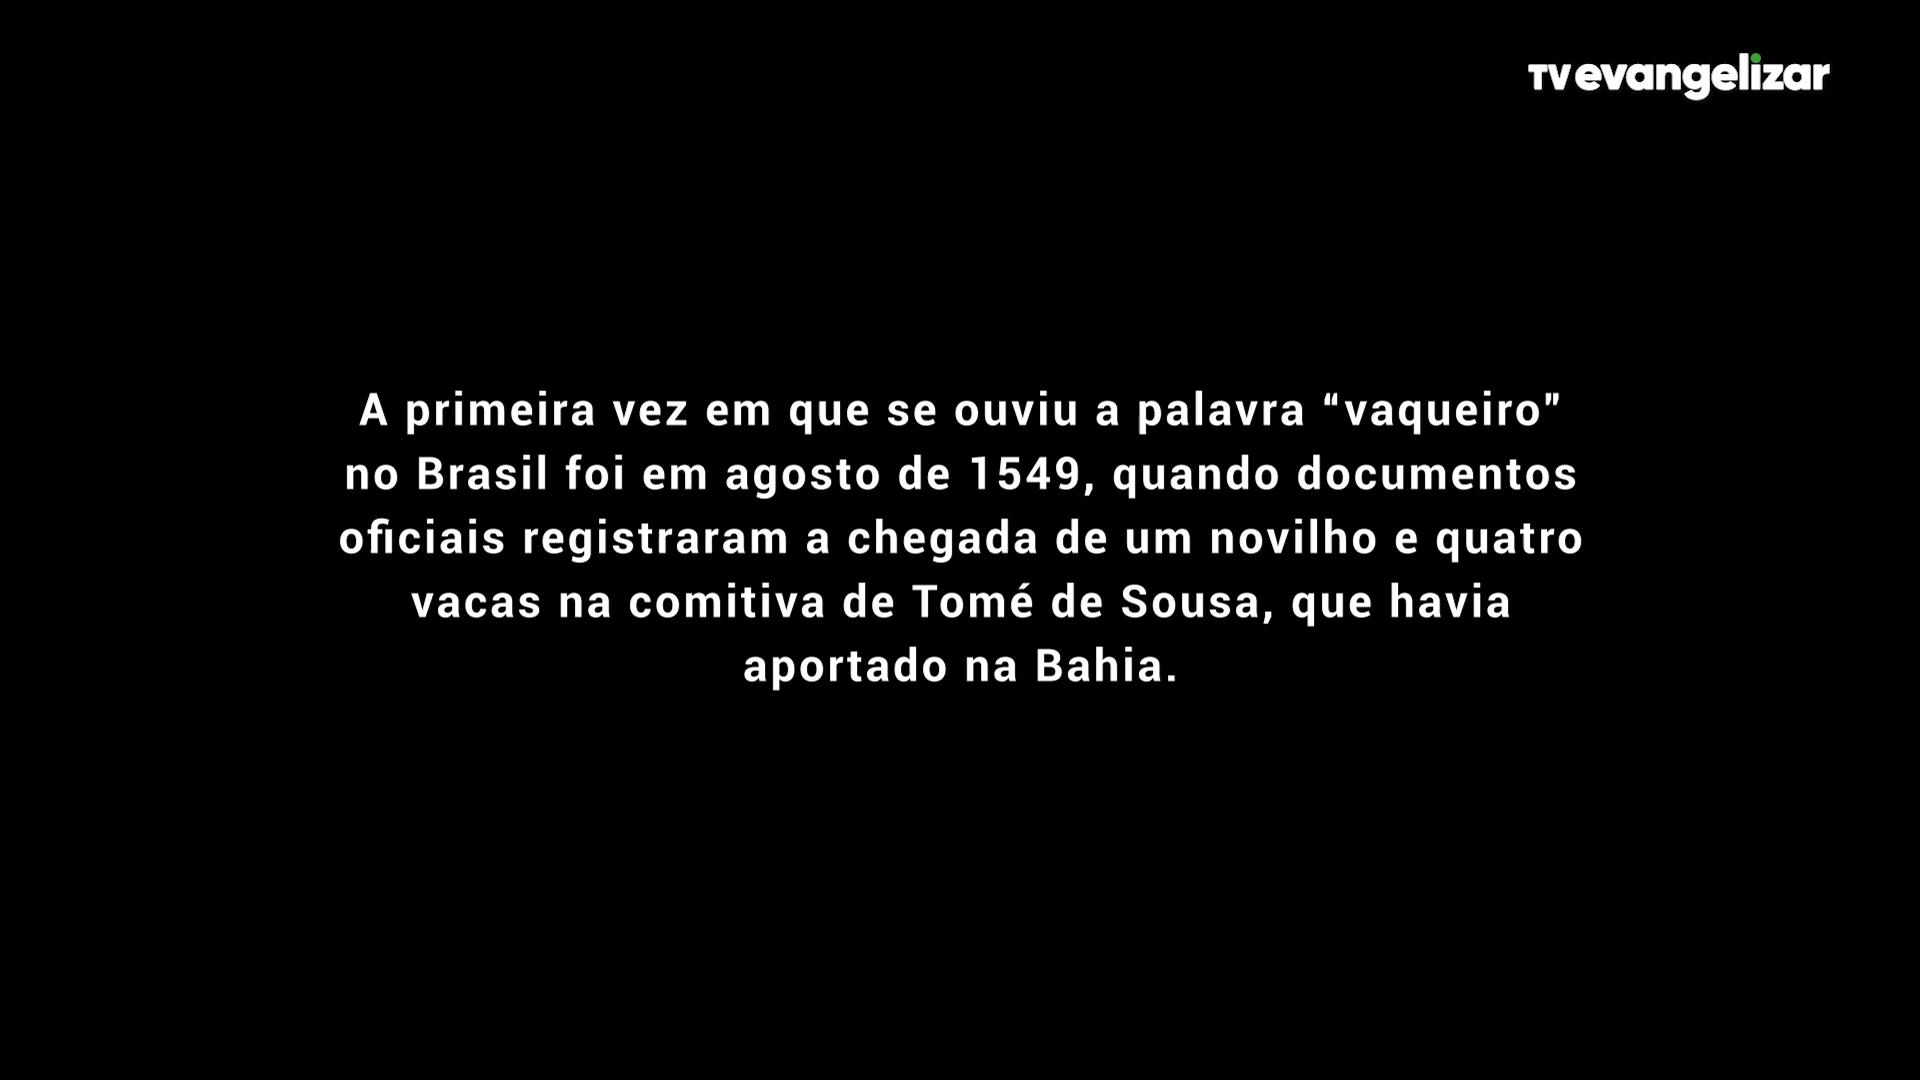 TVevangelizar
A primeira vez em que se ouviu a palavra “vaqueiro”
no Brasil foi em agosto de 1549, quando documentos
oficiais registraram a chegada de um novilho e quatro
vacas na comitiva de Tomé de Sousa, que havia
aportado na Bahia.